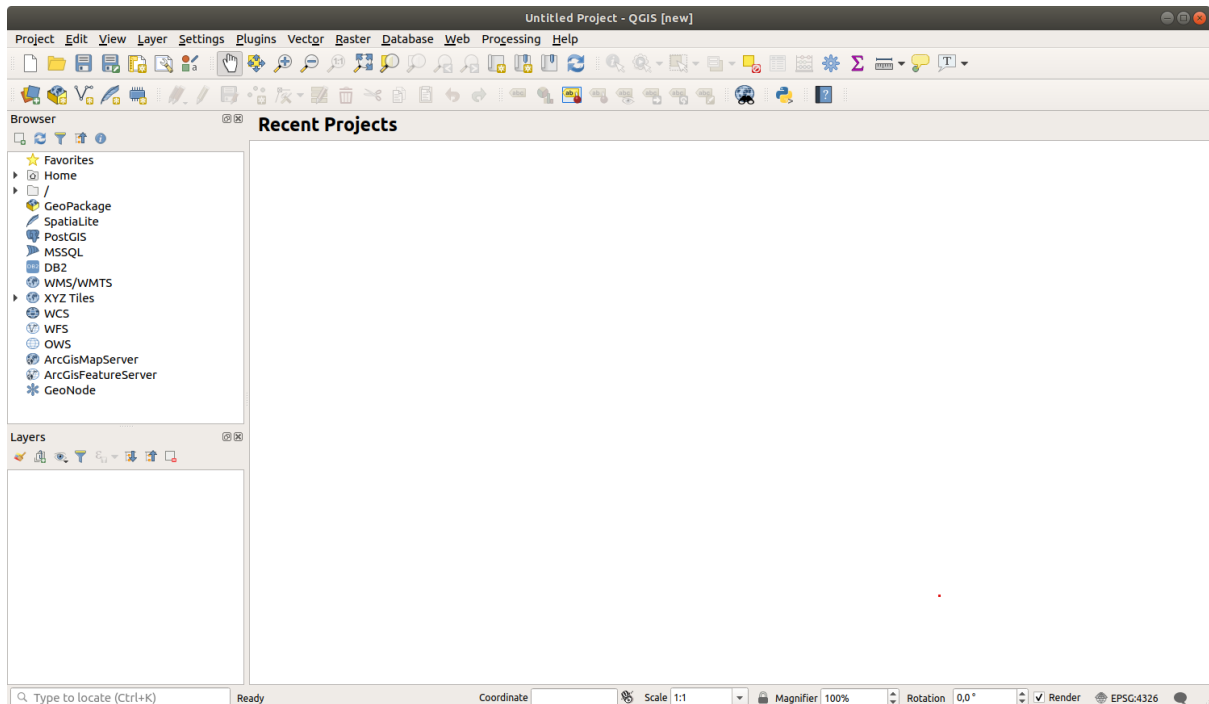 Untitled Project - QGIS [new]
Project Edit View Layer Settings Plugins Vector Raster Database Web Processing Help
Browser
Recent Projects
Favorites
Home
/
GeoPackage
SpatiaLite
PostGIS
MSSQL
DB2
WMS/WMTS
XYZ Tiles
WCS
WFS
OWS
ArcGisMapServer
ArcGisFeatureServer
GeoNode
Layers
Type to locate (Ctrl+K) Ready Coordinate Scale 1:1 Magnifier 100% Rotation 0,0 ° Render EPSG:4326